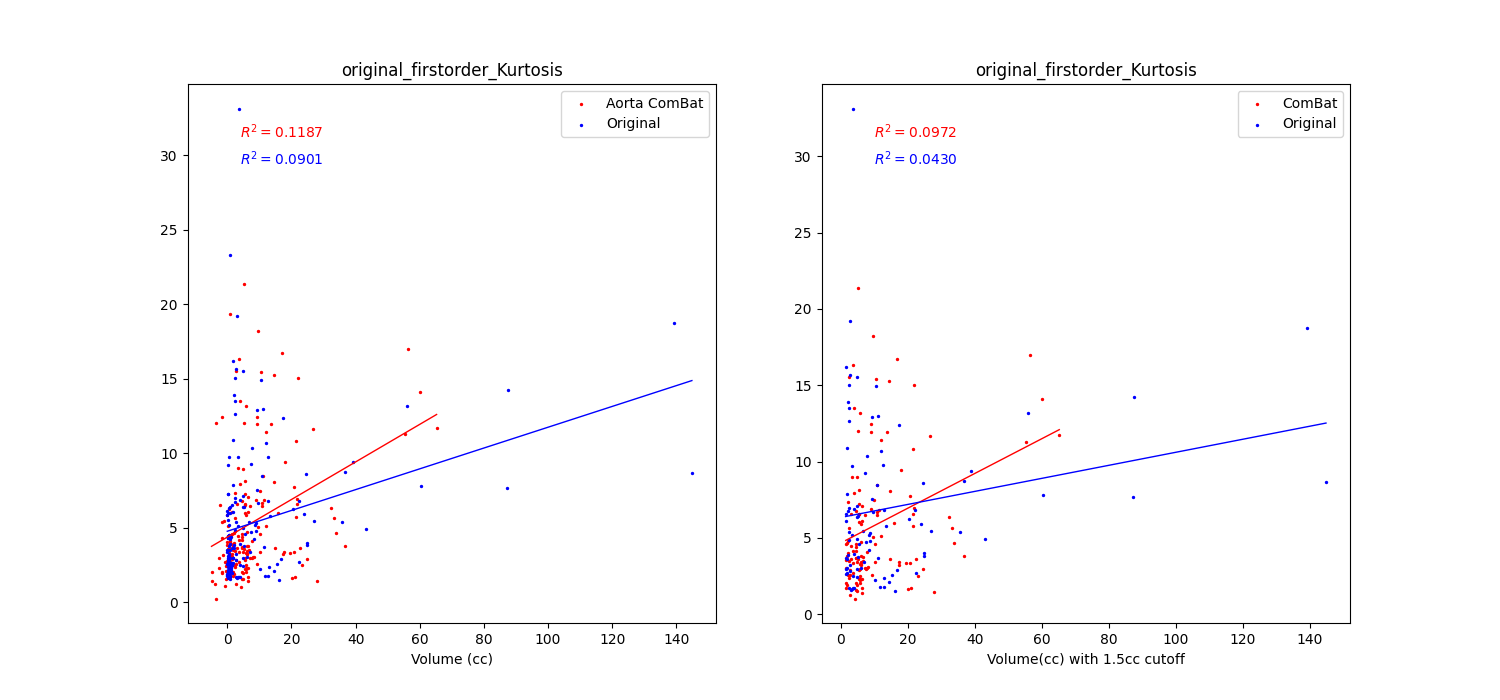 original_firstorder_Kurtosis
Aorta ComBat
Original
R² = 0.1187
R² = 0.0901
30
25
20
15
10
5
0
0 20 40 60 80 100 120 140
Volume (cc)
original_firstorder_Kurtosis
ComBat
Original
R² = 0.0972
R² = 0.0430
30
25
20
15
10
5
0
0 20 40 60 80 100 120 140
Volume(cc) with 1.5cc cutoff